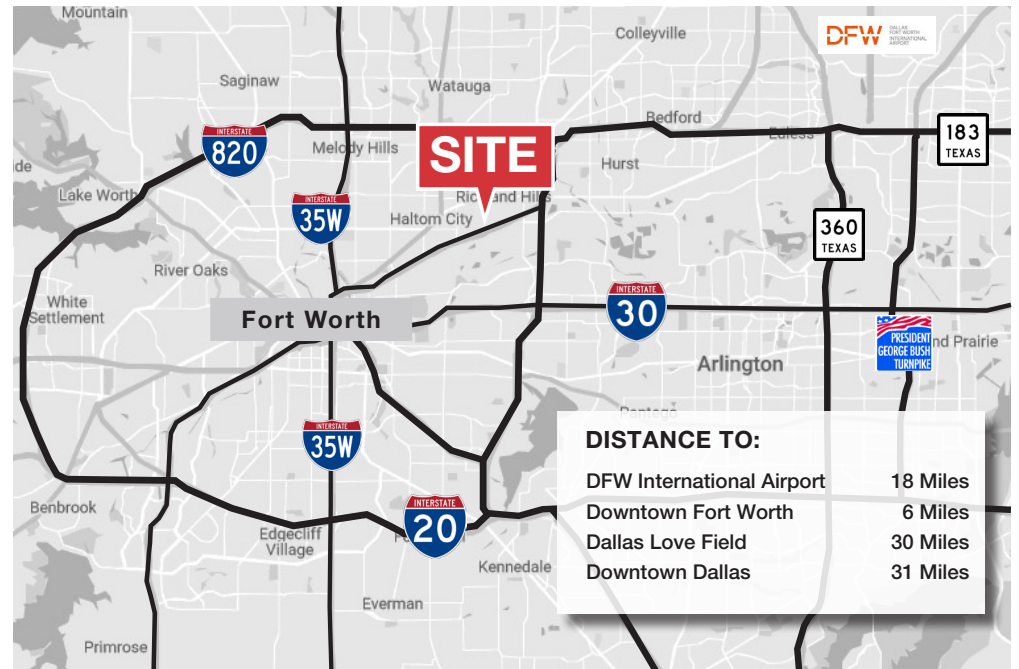 Mountain
Colleyville
DFW
DALLAS
FORT WORTH
INTERNATIONAL
AIRPORT
Saginaw
Watauga
Bedford
INTERSTATE
820
Melody Hills
SITE
Euless
183
TEXAS
Hurst
Lake Worth
INTERSTATE
35W
Richland Hills
Haltom City
360
TEXAS
River Oaks
White
Settlement
Fort Worth
INTERSTATE
30
PRESIDENT
GEORGE BUSH
TURNPIKE
nd Prairie
Arlington
Pantego
INTERSTATE
35W
DISTANCE TO:
DFW International Airport 18 Miles
Downtown Fort Worth 6 Miles
Dallas Love Field 30 Miles
Downtown Dallas 31 Miles
Benbrook
INTERSTATE
20
Edgecliff
Village
Kennedale
Everman
Primrose